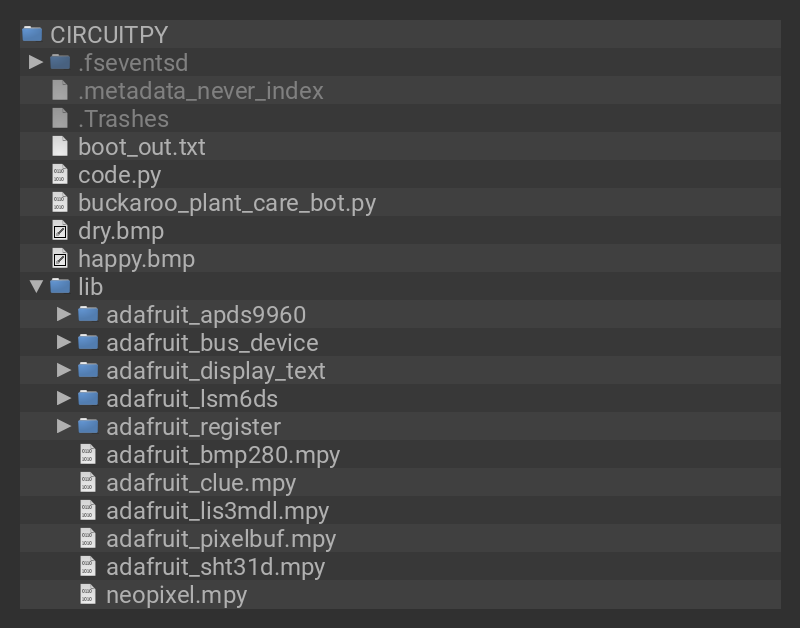 CIRCUITPY
.fseventsd
.metadata_never_index
.Trashes
boot_out.txt
code.py
buckaroo_plant_care_bot.py
dry.bmp
happy.bmp
lib
adafruit_apds9960
adafruit_bus_device
adafruit_display_text
adafruit_lsm6ds
adafruit_register
adafruit_bmp280.mpy
adafruit_clue.mpy
adafruit_lis3mdl.mpy
adafruit_pixelbuf.mpy
adafruit_sht31d.mpy
neopixel.mpy